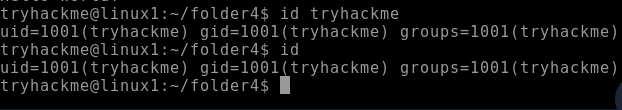 tryhackme@linux1:~/folder4$ id tryhackme
uid=1001(tryhackme) gid=1001(tryhackme) groups=1001(tryhackme)
tryhackme@linux1:~/folder4$ id
uid=1001(tryhackme) gid=1001(tryhackme) groups=1001(tryhackme)
tryhackme@linux1:~/folder4$